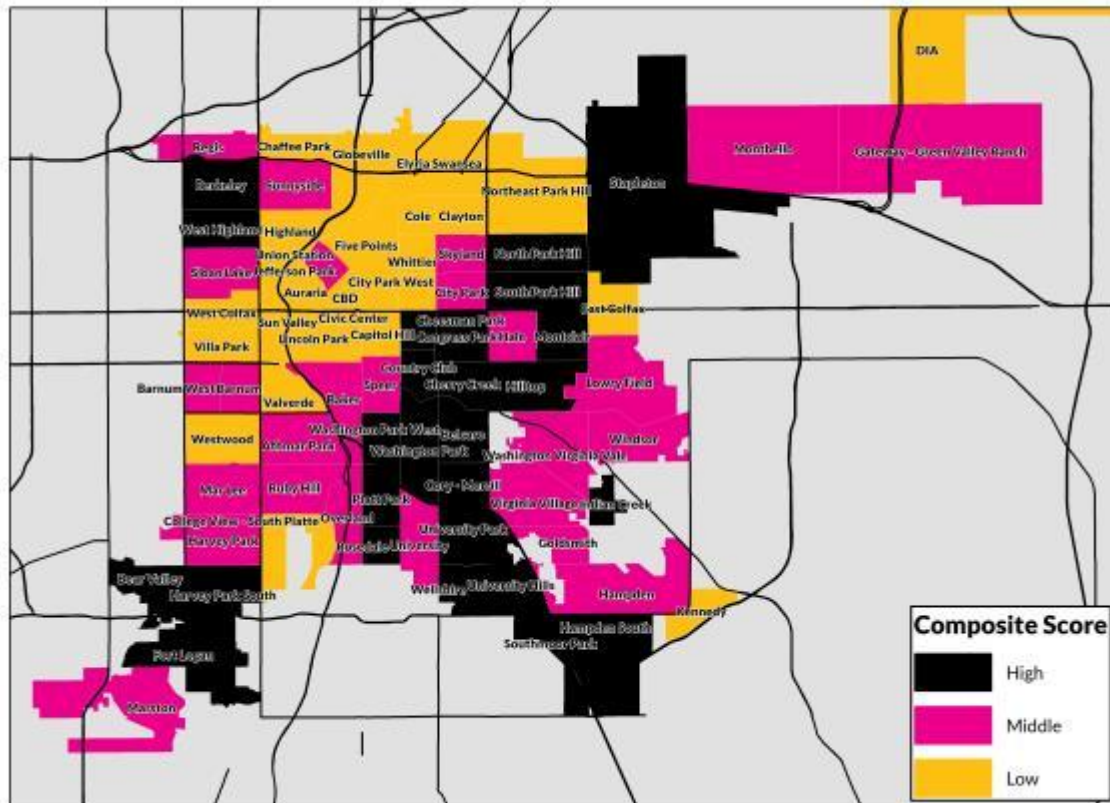 DIA
Regis
Chaffee Park
Globeville
Elyria Swansea
Montbello
Gateway - Green Valley Ranch
Berkeley
Sunnyside
Stapleton
Northeast Park Hill
Cole
Clayton
West Highland
Highland
Five Points
Union Station
Skyland
North Park Hill
Whittier
Sloan Lake
Jefferson Park
City Park West
Auraria
CBD
City Park
South Park Hill
West Colfax
Sun Valley
Civic Center
Cheesman Park
East Colfax
Lincoln Park
Capitol Hill
Congress Park
Hale
Montclair
Villa Park
Country Club
Barnum
West Barnum
Speer
Cherry Creek
Hilltop
Lowry Field
Valverde
Baker
Washington Park West
Belcaro
Westwood
Athmar Park
Washington Park
Windsor
Washington Virginia Vale
Mar Lee
Ruby Hill
Cory - Merrill
Platt Park
Virginia Village
Indian Creek
College View - South Platte
Overland
University Park
Harvey Park
Rosedale
University
Goldsmith
Bear Valley
Harvey Park South
Wellshire
University Hills
Hampden
Kennedy
Hampden South
Southmoor Park
Fort Logan
Marston
Composite Score
High
Middle
Low